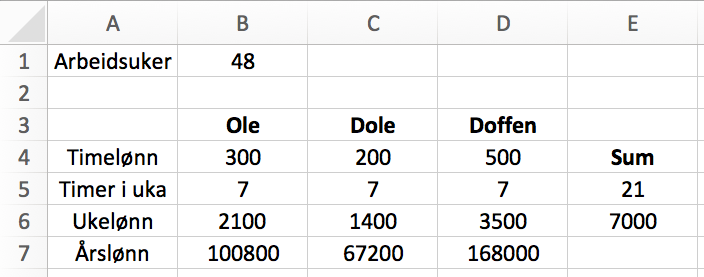 A B C D E
1 Arbeidsuker 48
2
3 Ole Dole Doffen
4 Timelønn 300 200 500 Sum
5 Timer i uka 7 7 7 21
6 Ukelønn 2100 1400 3500 7000
7 Årslønn 100800 67200 168000